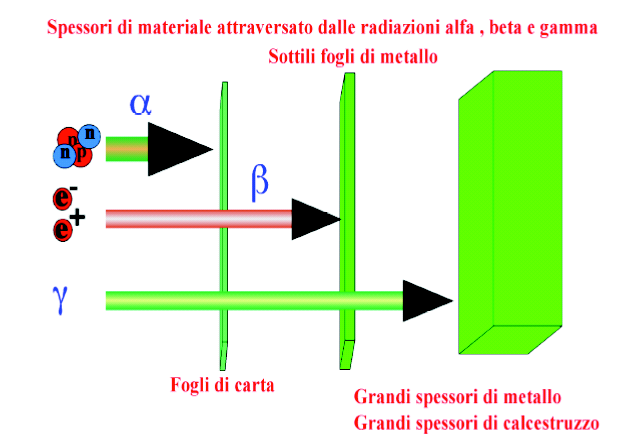 Spessori di materiale attraversato dalle radiazioni alfa , beta e gamma
Sottili fogli di metallo
α
n
p
n
p
β
e-
e+
γ
Fogli di carta
Grandi spessori di metallo
Grandi spessori di calcestruzzo